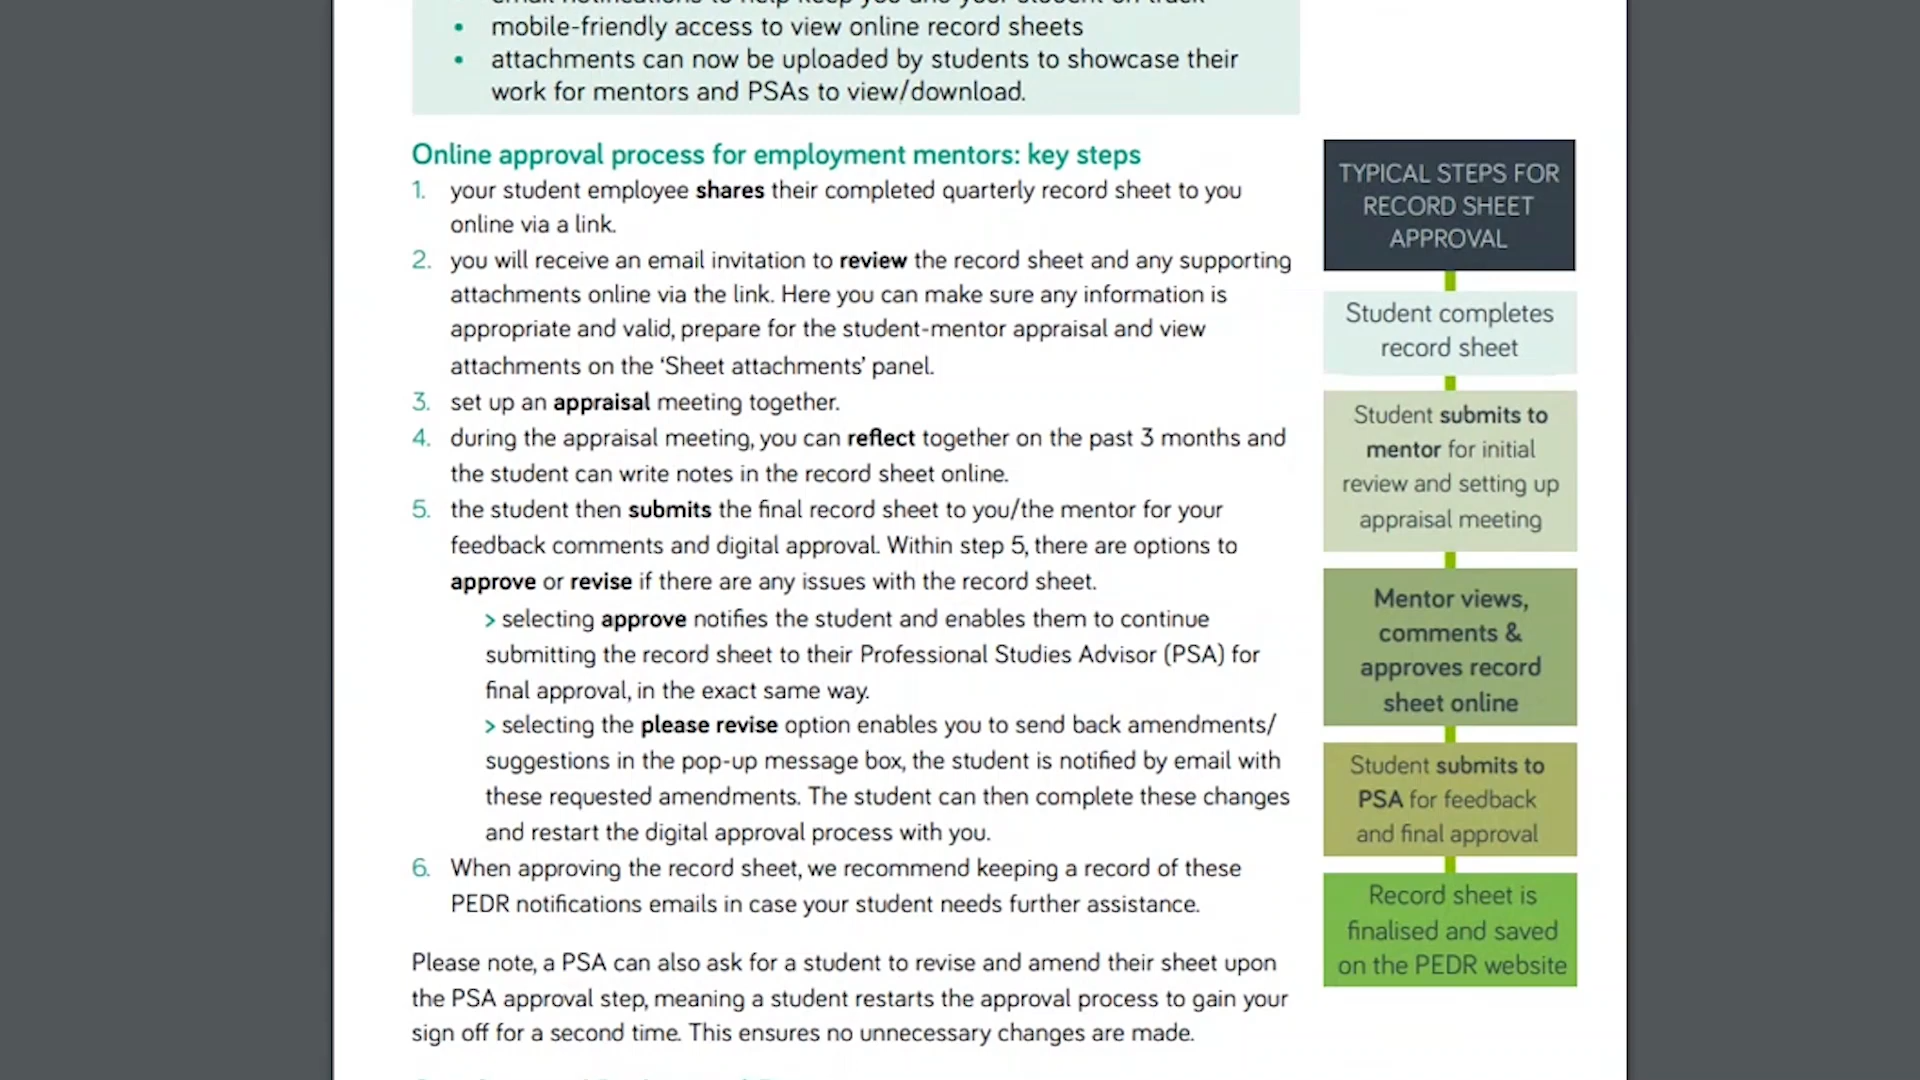 mobile-friendly access to view online record sheets
attachments can now be uploaded by students to showcase their
work for mentors and PSAs to view/download.
Online approval process for employment mentors: key steps
1. your student employee shares their completed quarterly record sheet to you
online via a link.
2. you will receive an email invitation to review the record sheet and any supporting
attachments online via the link. Here you can make sure any information is
appropriate and valid, prepare for the student-mentor appraisal and view
attachments on the ‘Sheet attachments’ panel.
3. set up an appraisal meeting together.
4. during the appraisal meeting, you can reflect together on the past 3 months and
the student can write notes in the record sheet online.
5. the student then submits the final record sheet to you/the mentor for your
feedback comments and digital approval. Within step 5, there are options to
approve or revise if there are any issues with the record sheet.
> selecting approve notifies the student and enables them to continue
submitting the record sheet to their Professional Studies Advisor (PSA) for
final approval, in the exact same way.
> selecting the please revise option enables you to send back amendments/
suggestions in the pop-up message box, the student is notified by email with
these requested amendments. The student can then complete these changes
and restart the digital approval process with you.
6. When approving the record sheet, we recommend keeping a record of these
PEDR notifications emails in case your student needs further assistance.
Please note, a PSA can also ask for a student to revise and amend their sheet upon
the PSA approval step, meaning a student restarts the approval process to gain your
sign off for a second time. This ensures no unnecessary changes are made.
TYPICAL STEPS FOR
RECORD SHEET
APPROVAL
Student completes
record sheet
Student submits to
mentor for initial
review and setting up
appraisal meeting
Mentor views,
comments &
approves record
sheet online
Student submits to
PSA for feedback
and final approval
Record sheet is
finalised and saved
on the PEDR website